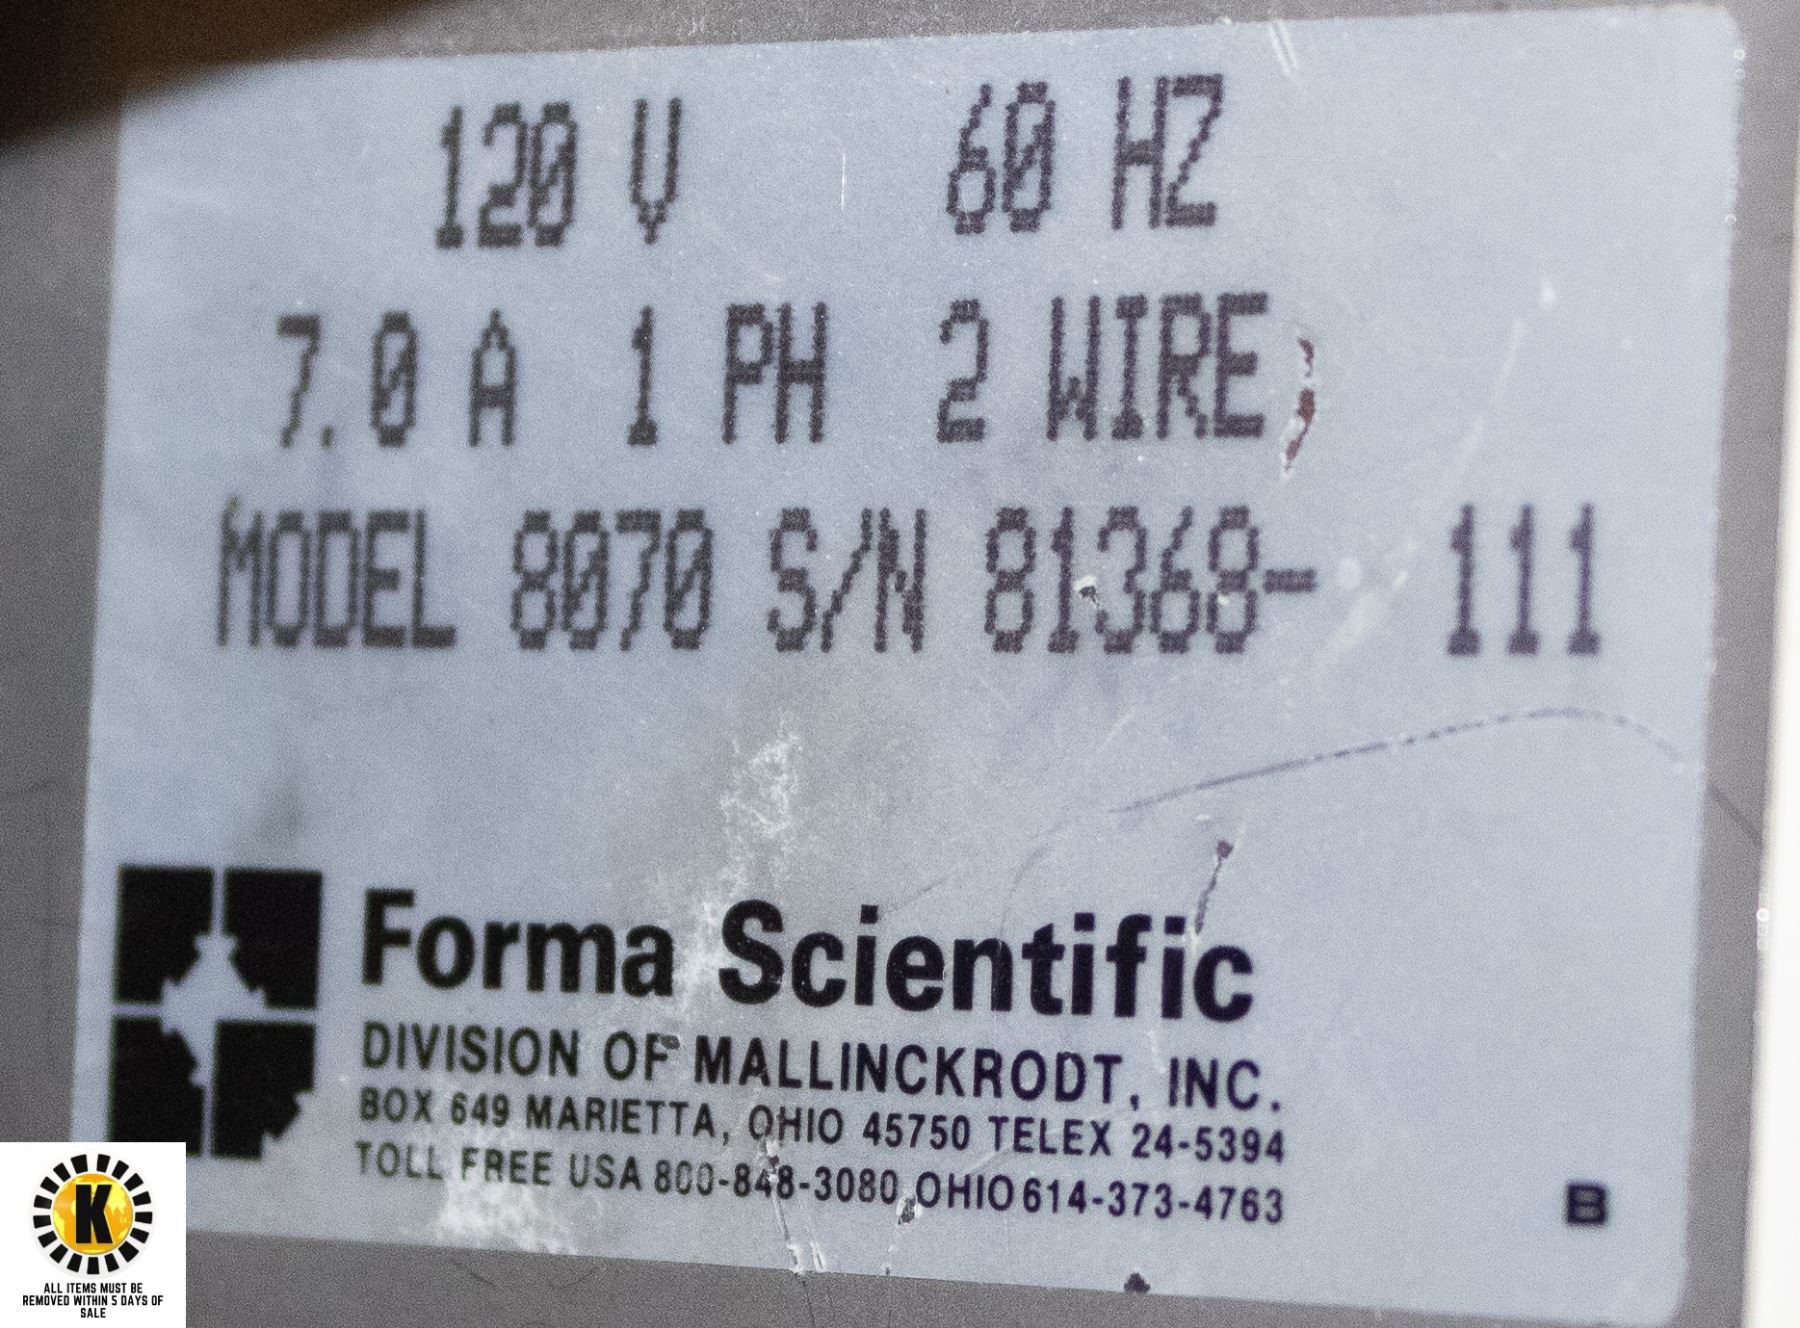 120 V 60 HZ
7.0 A 1 PH 2 WIRE
MODEL 8070 S/N 81368- 111
Forma Scientific
DIVISION OF MALLINCKRODT, INC.
BOX 649 MARIETTA, OHIO 45750 TELEX 24-5394
TOLL FREE USA 800-848-3080 OHIO 614-373-4763
B
K
ALL ITEMS MUST BE
REMOVED WITHIN 5 DAYS OF
SALE